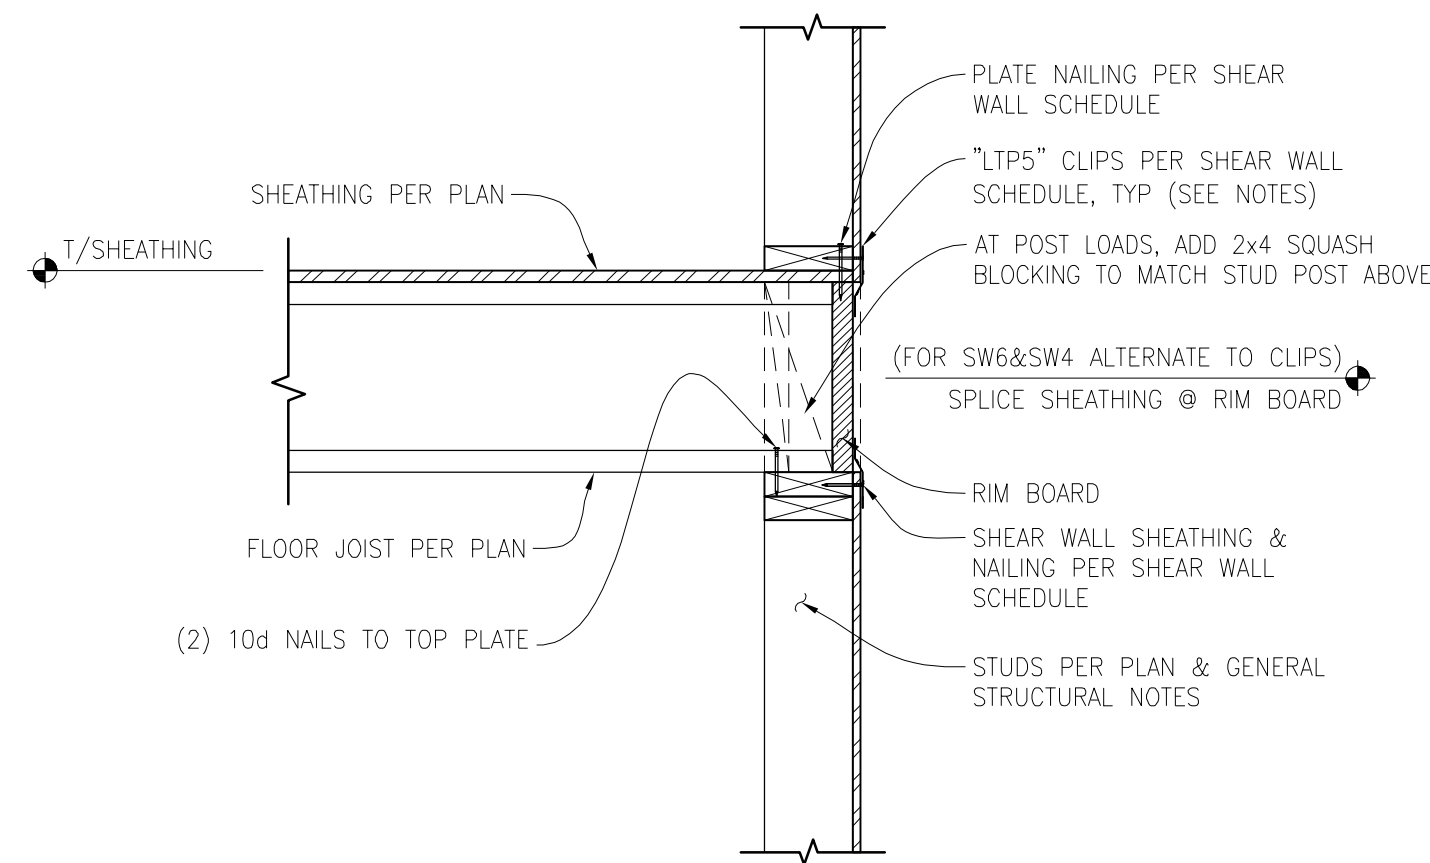 PLATE NAILING PER SHEAR
WALL SCHEDULE
"LTP5" CLIPS PER SHEAR WALL
SCHEDULE, TYP (SEE NOTES)
SHEATHING PER PLAN
T/SHEATHING
AT POST LOADS, ADD 2x4 SQUASH
BLOCKING TO MATCH STUD POST ABOVE
(FOR SW6&SW4 ALTERNATE TO CLIPS)
SPLICE SHEATHING @ RIM BOARD
RIM BOARD
SHEAR WALL SHEATHING &
NAILING PER SHEAR WALL
SCHEDULE
FLOOR JOIST PER PLAN
(2) 10d NAILS TO TOP PLATE
STUDS PER PLAN & GENERAL
STRUCTURAL NOTES